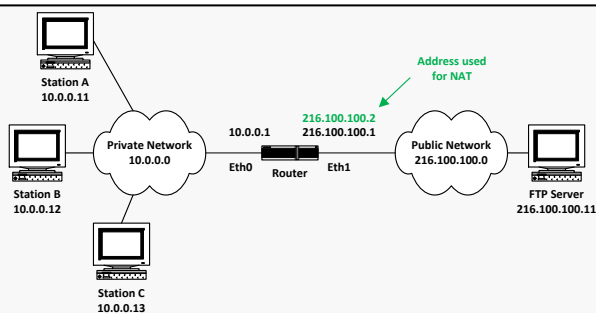 Address used
for NAT
Station A
10.0.0.11
216.100.100.2
10.0.0.1
216.100.100.1
Private Network
10.0.0.0
Public Network
216.100.100.0
Eth0
Router
Eth1
Station B
10.0.0.12
FTP Server
216.100.100.11
Station C
10.0.0.13